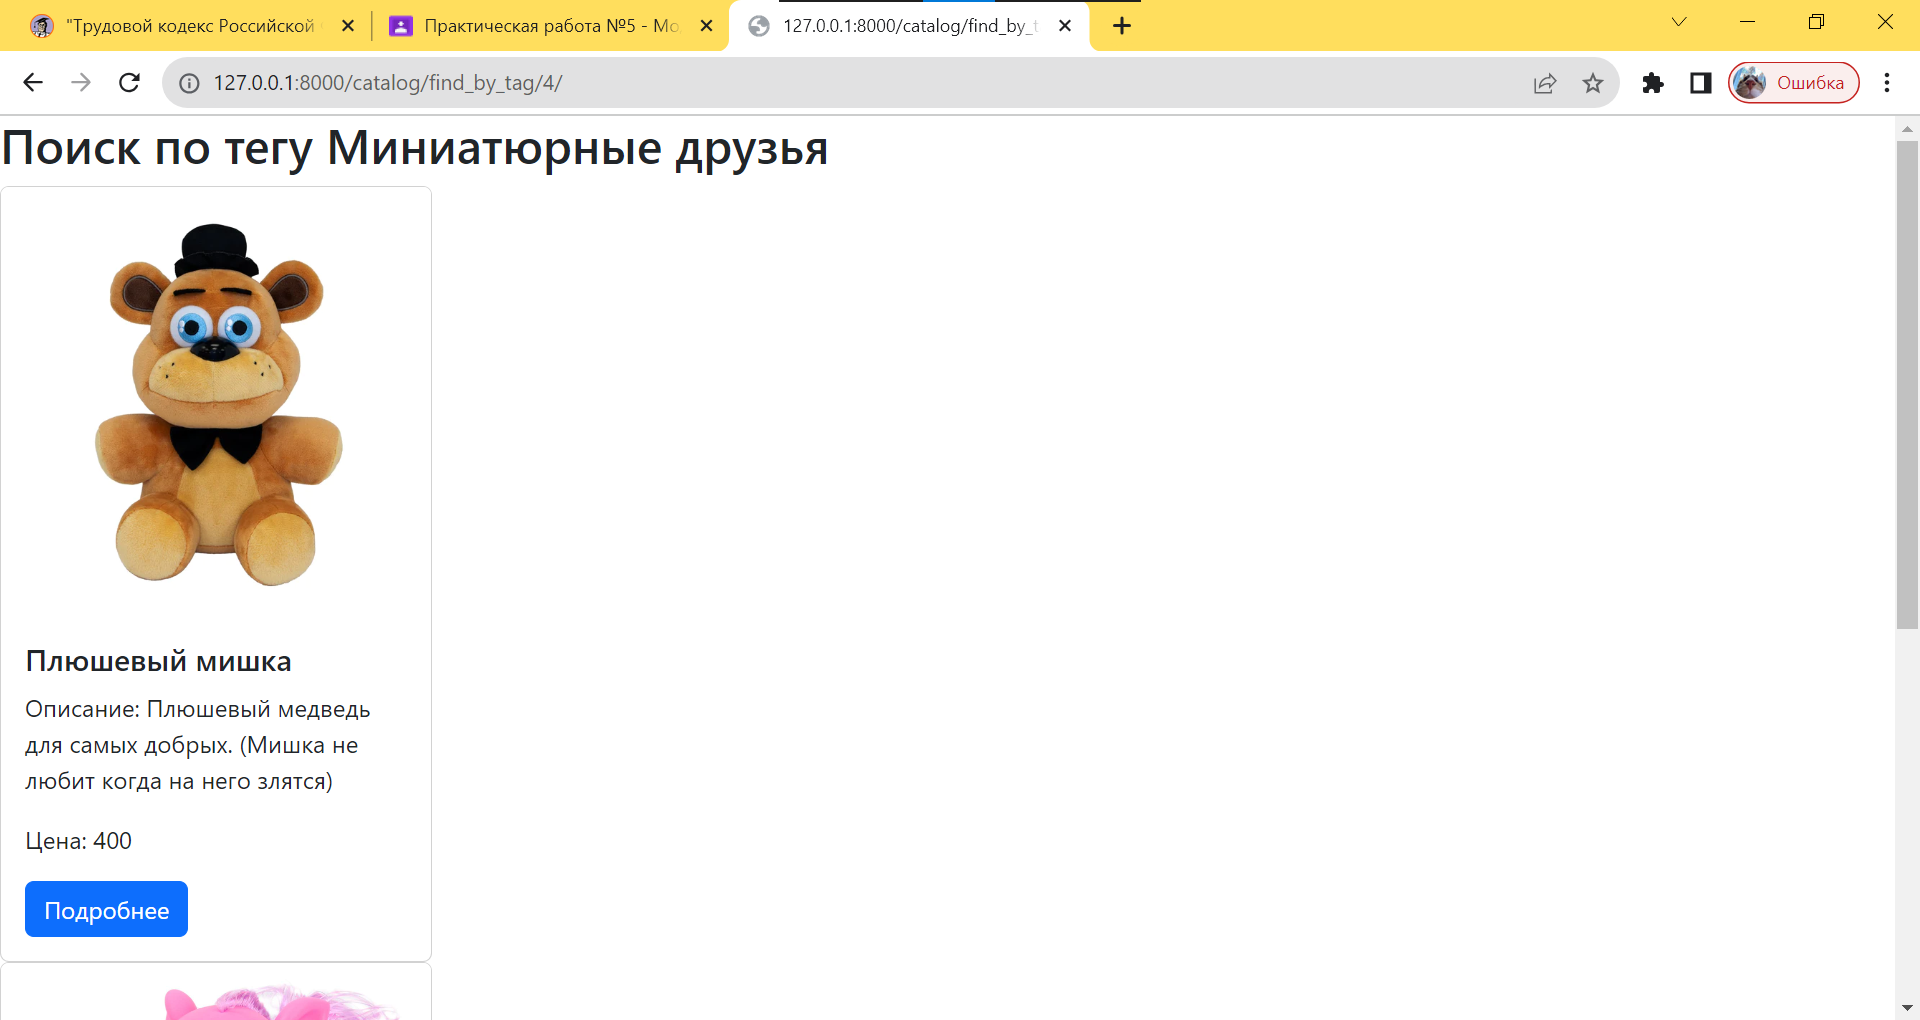 "Трудовой кодекс Российской
Практическая работа №5 - Мо
127.0.0.1:8000/catalog/find_by_t
127.0.0.1:8000/catalog/find_by_tag/4/
Ошибка
Поиск по тегу Миниатюрные друзья
Плюшевый мишка
Описание: Плюшевый медведь
для самых добрых. (Мишка не
любит когда на него злятся)
Цена: 400
Подробнее